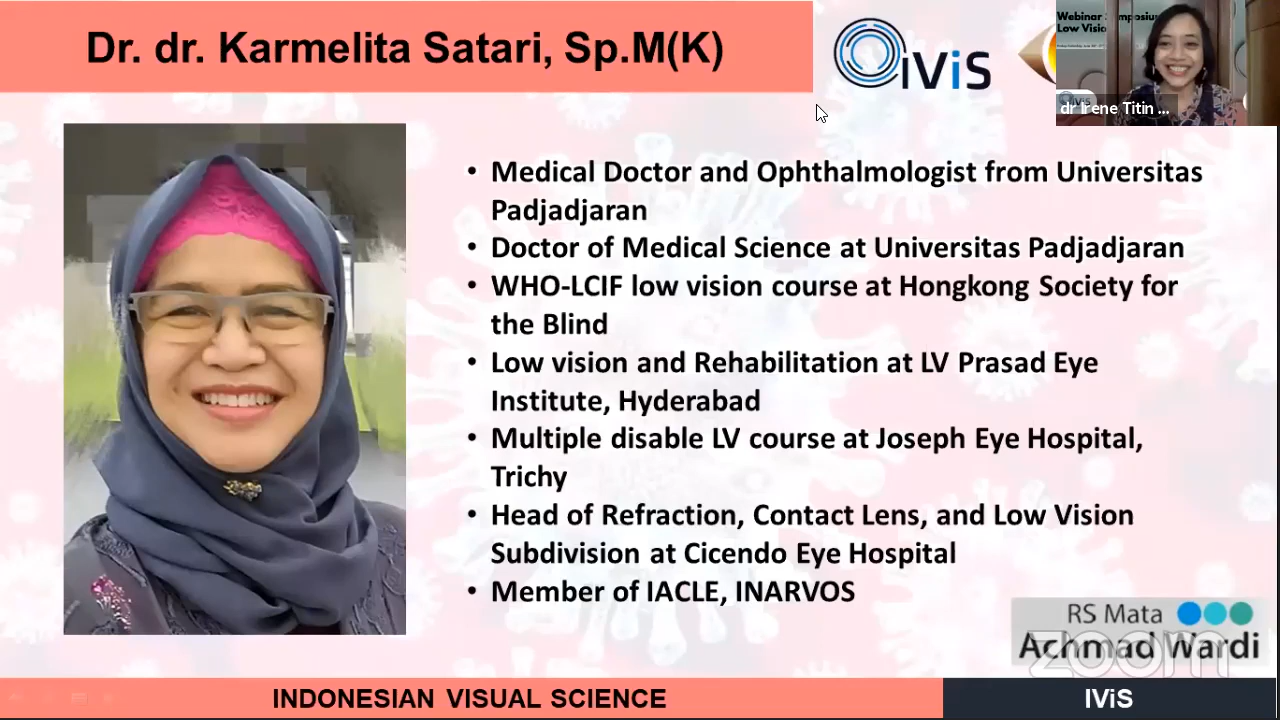 Dr. dr. Karmelita Satari, Sp.M(K)
iViS
Webinar
Low
dr Irene Titin ...
• Medical Doctor and Ophthalmologist from Universitas
Padjadjaran
• Doctor of Medical Science at Universitas Padjadjaran
• WHO-LCIF low vision course at Hongkong Society for
the Blind
• Low vision and Rehabilitation at LV Prasad Eye
Institute, Hyderabad
• Multiple disable LV course at Joseph Eye Hospital,
Trichy
• Head of Refraction, Contact Lens, and Low Vision
Subdivision at Cicendo Eye Hospital
• Member of IACLE, INARVOS
RS Mata
Achmad Wardi
zoom
INDONESIAN VISUAL SCIENCE
IViS